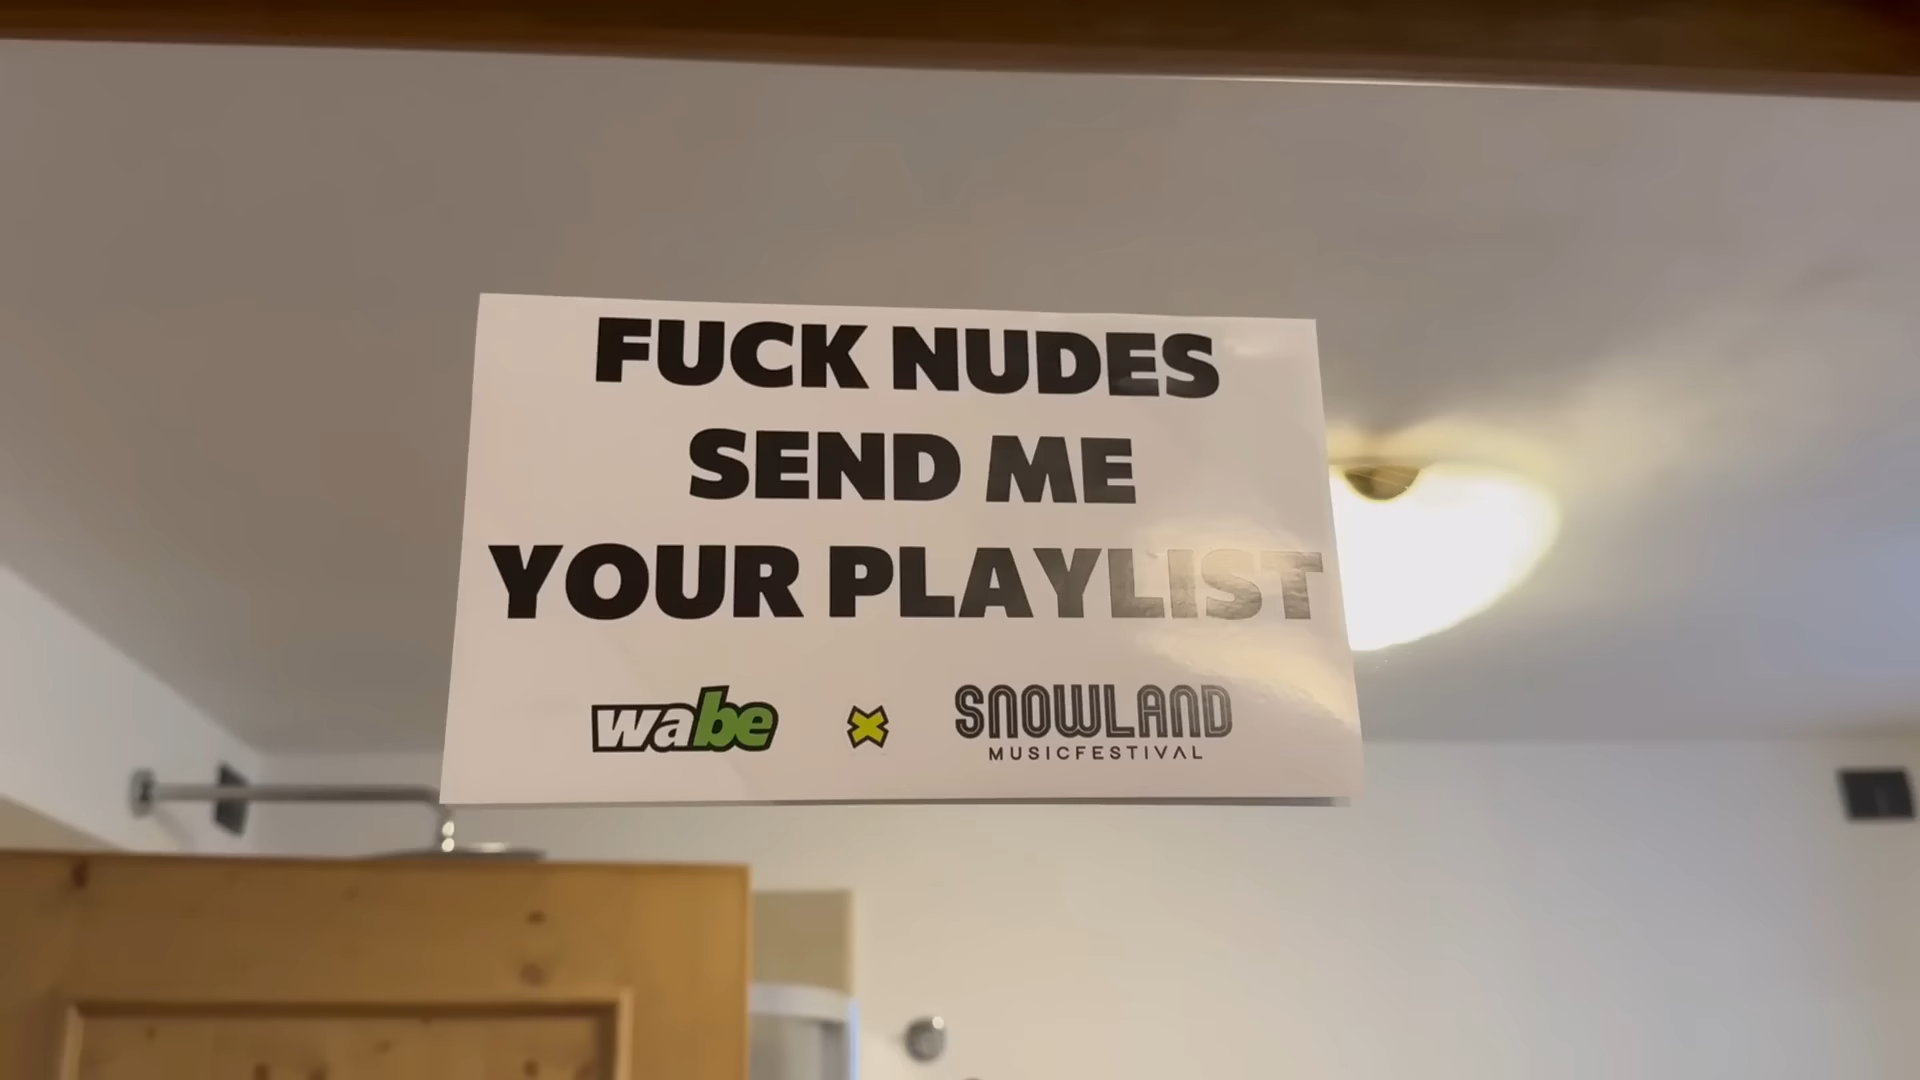 FUCK NUDES
SEND ME
YOUR PLAYLIST
wabe x SNOWLAND
MUSICFESTIVAL